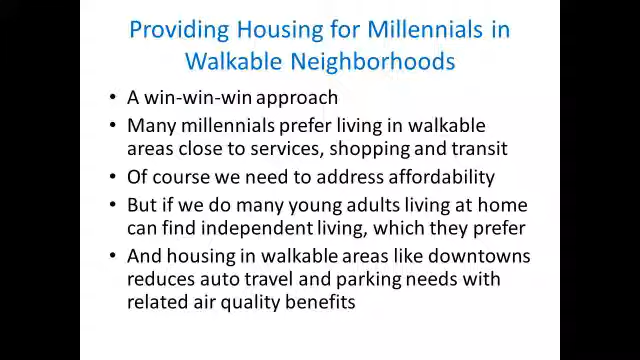 Providing Housing for Millennials in
Walkable Neighborhoods
• A win-win-win approach
• Many millennials prefer living in walkable
areas close to services, shopping and transit
• Of course we need to address affordability
• But if we do many young adults living at home
can find independent living, which they prefer
• And housing in walkable areas like downtowns
reduces auto travel and parking needs with
related air quality benefits